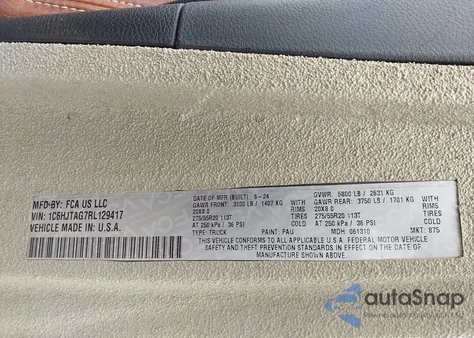 MFD-BY: FCA US LLC
VIN: 1C6HJTAG7RL129417
VEHICLE MADE IN: U.S.A.
DATE OF MFR (BUILT): 6-24 GVWR: 5800 LB / 2631 KG
GAWR FRONT: 3100 LB / 1407 KG GAWR REAR: 3750 LB / 1701 KG
RIMS RIMS
20X8.0 20X8.0
TIRES TIRES
275/55R20 113T 275/55R20 113T
AT 250 kPa / 36 PSI AT 250 kPa / 36 PSI
TYPE: TRUCK PAINT: PAU MDH: 061310 MKT: 875
THIS VEHICLE CONFORMS TO ALL APPLICABLE U.S.A. FEDERAL MOTOR VEHICLE
SAFETY AND THEFT PREVENTION STANDARDS IN EFFECT ON THE DATE OF
MANUFACTURE SHOWN ABOVE.
autoSnap